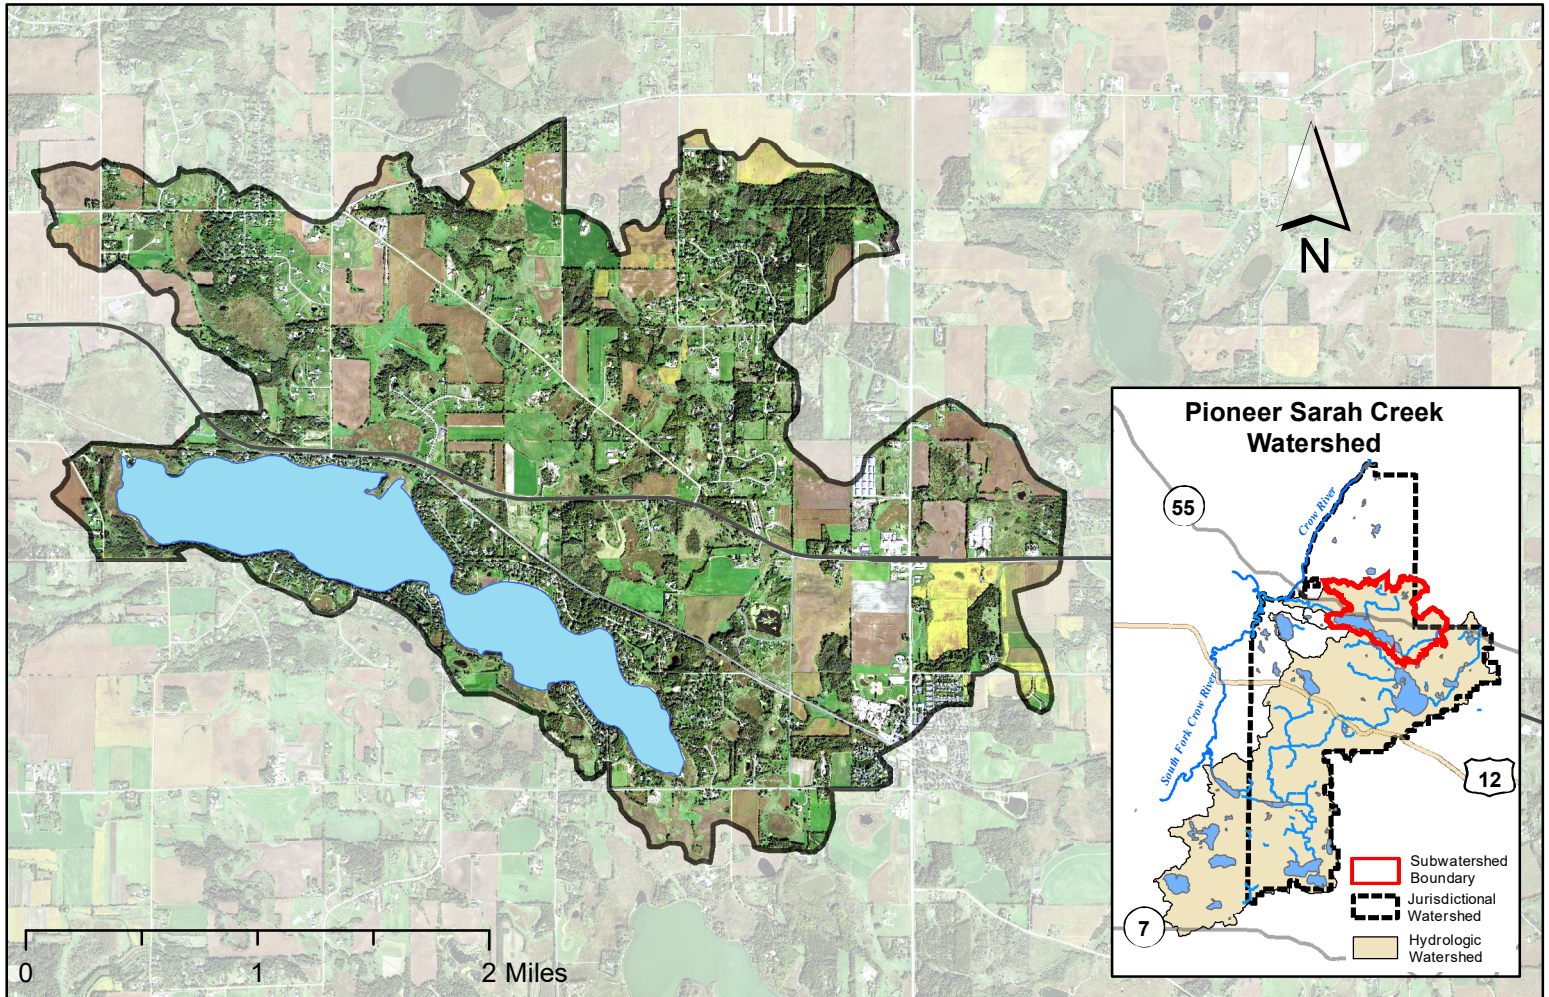 N
Pioneer Sarah Creek
Watershed
55
Crow River
South Fork Crow River
12
7
Subwatershed
Boundary
Jurisdictional
Watershed
Hydrologic
Watershed
0 1 2 Miles